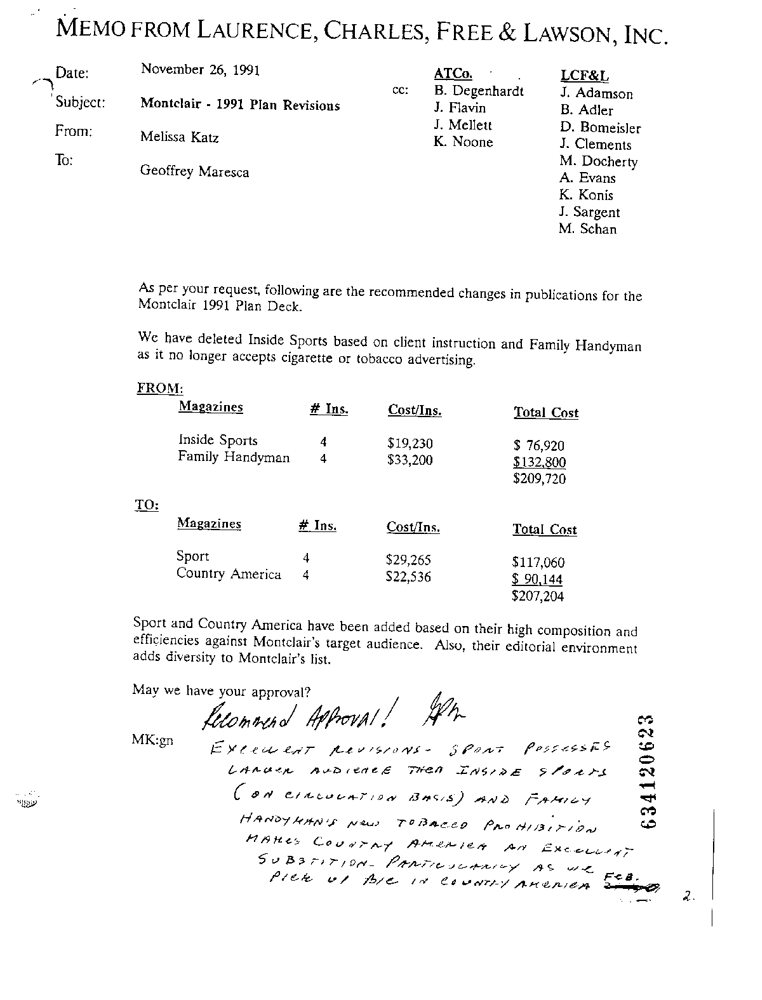 MEMO FROM LAURENCE, CHARLES, FREE & LAWSON, INC.
Date: November 26, 1991
Subject: Montclair - 1991 Plan Revisions
From: Melissa Katz
To: Geoffrey Maresca
cc:
ATCo.
B. Degenhardt
J. Flavin
J. Mellett
K. Noone
LCF&L
J. Adamson
B. Adler
D. Bomeisler
J. Clements
M. Docherty
A. Evans
K. Konis
J. Sargent
M. Schan
As per your request, following are the recommended changes in publications for the
Montclair 1991 Plan Deck.
We have deleted Inside Sports based on client instruction and Family Handyman
as it no longer accepts cigarette or tobacco advertising.
FROM:
Magazines # Ins. Cost/Ins. Total Cost
Inside Sports 4 $19,230 $ 76,920
Family Handyman 4 $33,200 $132,800
$209,720
TO:
Magazines # Ins. Cost/Ins. Total Cost
Sport 4 $29,265 $117,060
Country America 4 $22,536 $ 90,144
$207,204
Sport and Country America have been added based on their high composition and
efficiencies against Montclair's target audience. Also, their editorial environment
adds diversity to Montclair's list.
May we have your approval?
Recommend Approval!
MK:gn
EXCELLENT REVISIONS- SPORT POSSESSES
LARGER AUDIENCE THEN INSIDE SPORTS
(ON CIRCULATION BASIS) AND FAMILY
HANDYMAN'S NEW TOBACCO PROHIBITION
MAKES COUNTRY AMERICA AN EXCELLENT
SUBSTITION- PARTICULARLY AS WE
PICK UP B/C IN COUNTRY AMERICA FEB.
634120623
2.